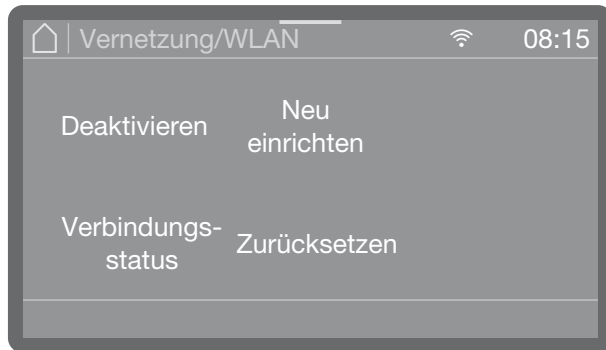 Vernetzung/WLAN 08:15
Deaktivieren
Neu
einrichten
Verbindungs-
status
Zurücksetzen